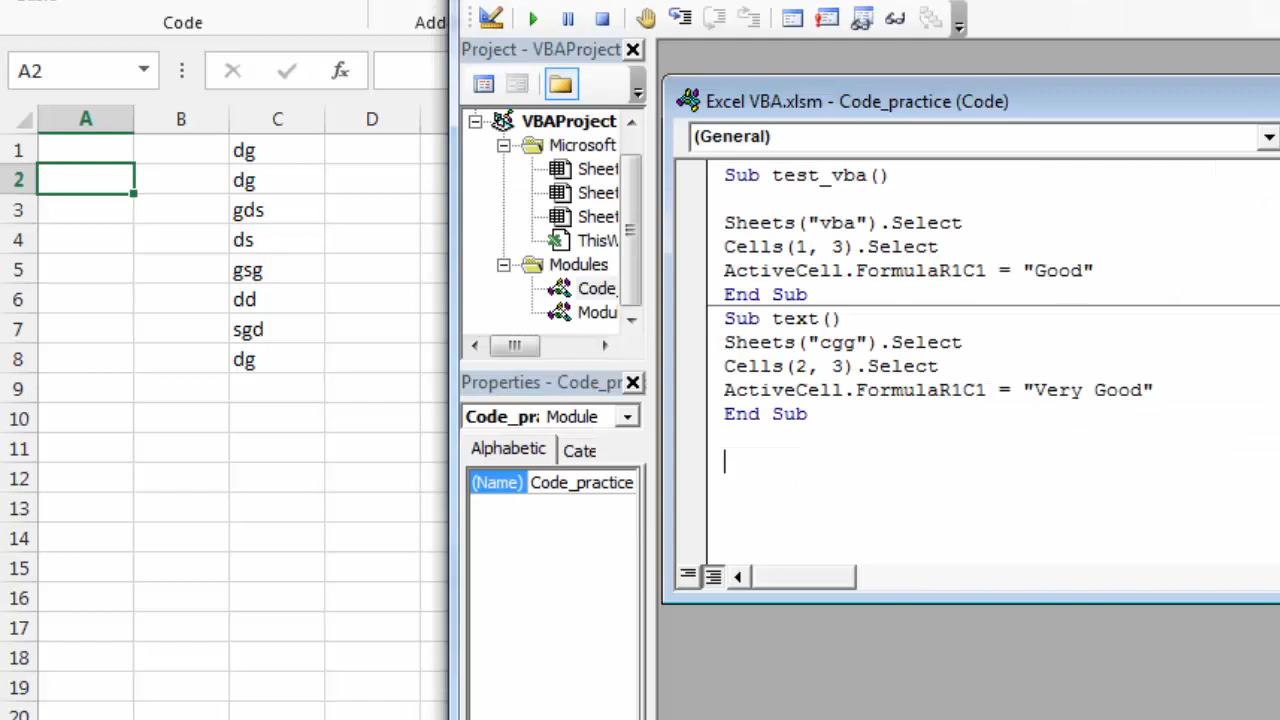 Code
Add
A2
fx
A B C D
1 dg
2 dg
3 gds
4 ds
5 gsg
6 dd
7 sgd
8 dg
9
10
11
12
13
14
15
16
17
18
19
20
Project - VBAProject
VBAProject
Microsoft
Sheet
Sheet
Sheet
ThisW
Modules
Code_
Modu
Properties - Code_pr
Code_pra Module
Alphabetic Cate
(Name) Code_practice
Excel VBA.xlsm - Code_practice (Code)
(General)
Sub test_vba()
Sheets("vba").Select
Cells(1, 3).Select
ActiveCell.FormulaR1C1 = "Good"
End Sub
Sub text()
Sheets("cgg").Select
Cells(2, 3).Select
ActiveCell.FormulaR1C1 = "Very Good"
End Sub